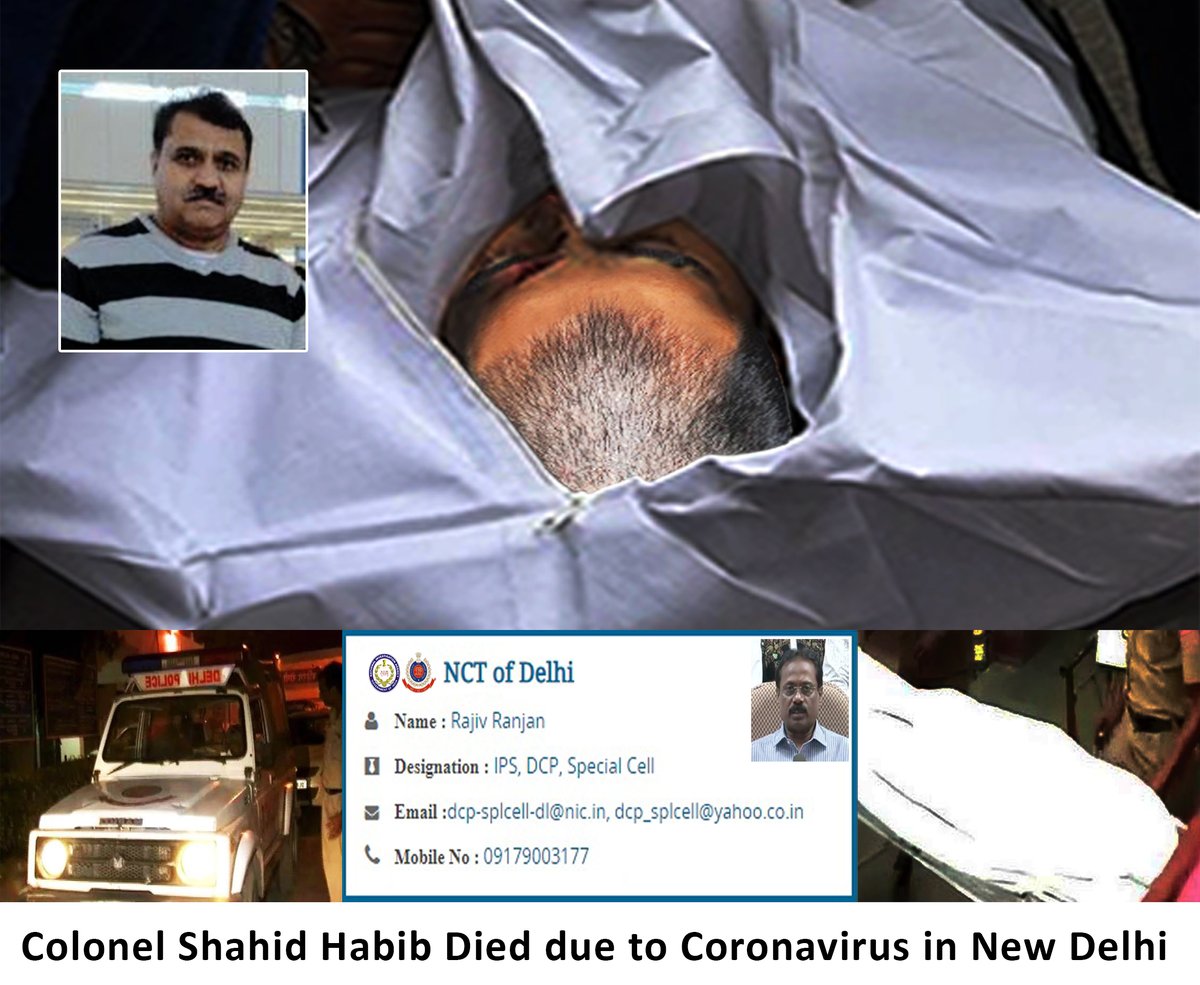 DELHI POLICE
NCT of Delhi
Name : Rajiv Ranjan
Designation : IPS, DCP, Special Cell
Email :dcp-splcell-dl@nic.in, dcp_splcell@yahoo.co.in
Mobile No : 09179003177
Colonel Shahid Habib Died due to Coronavirus in New Delhi